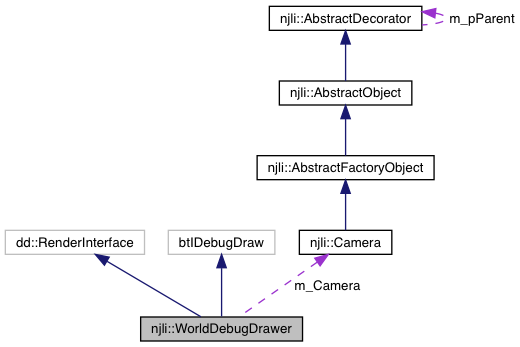 njli::AbstractDecorator
m_pParent
njli::AbstractObject
njli::AbstractFactoryObject
dd::RenderInterface
btIDebugDraw
njli::Camera
m_Camera
njli::WorldDebugDrawer